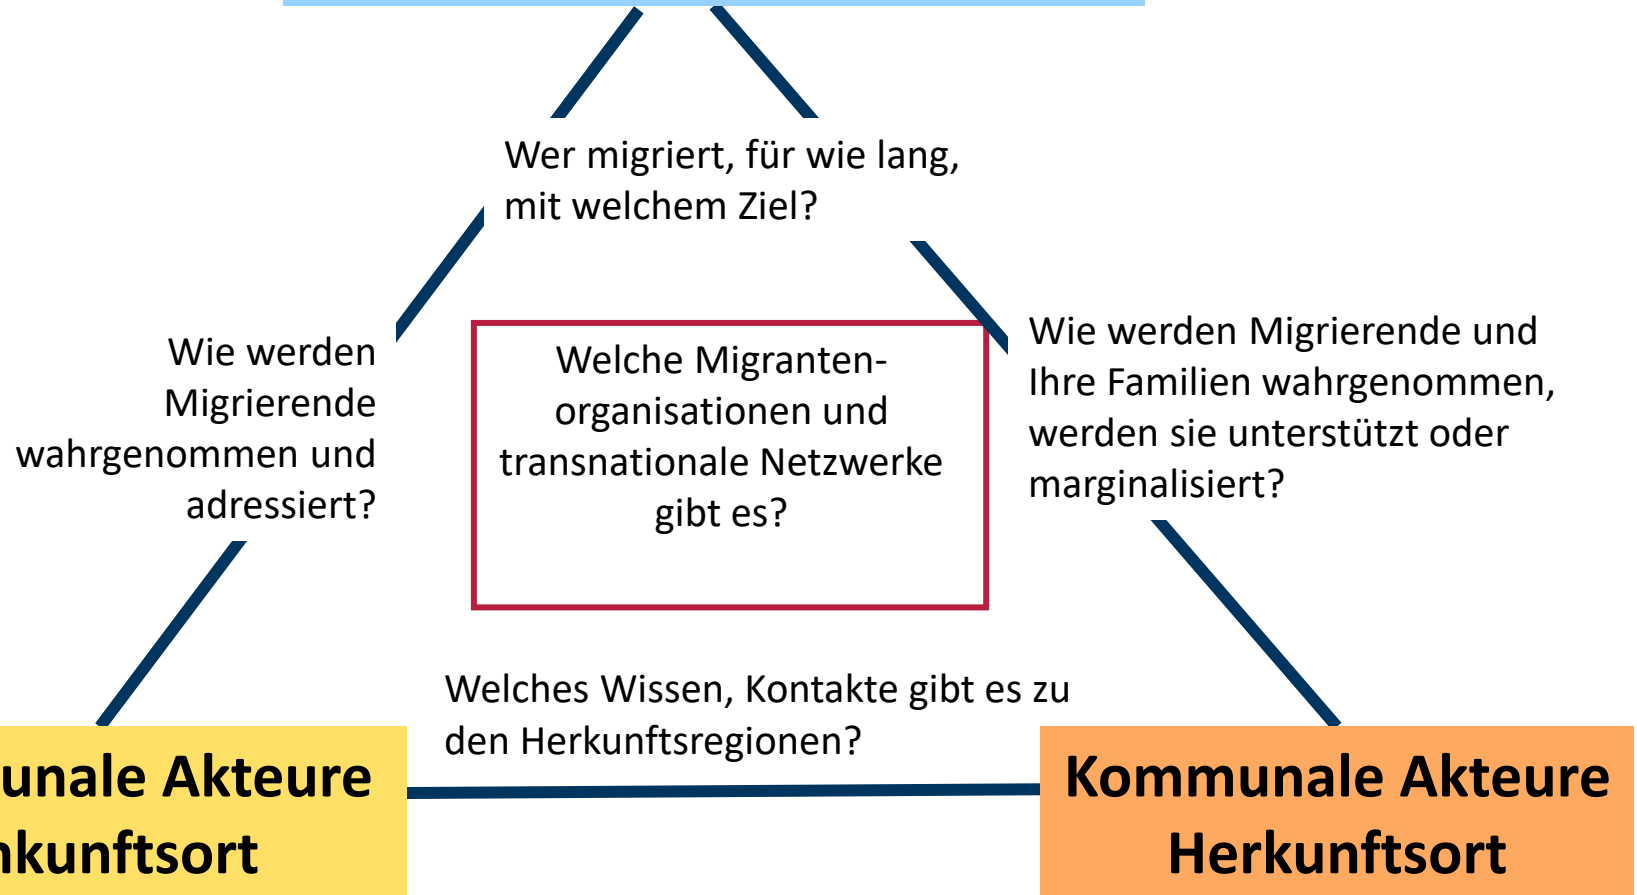 Wer migriert, für wie lang,
mit welchem Ziel?
Wie werden
Migrierende
wahrgenommen und
adressiert?
Welche Migranten-
organisationen und
transnationale Netzwerke
gibt es?
Wie werden Migrierende und
Ihre Familien wahrgenommen,
werden sie unterstützt oder
marginalisiert?
Welches Wissen, Kontakte gibt es zu
den Herkunftsregionen?
Akteure
Kommunale Akteure
Herkunftsort